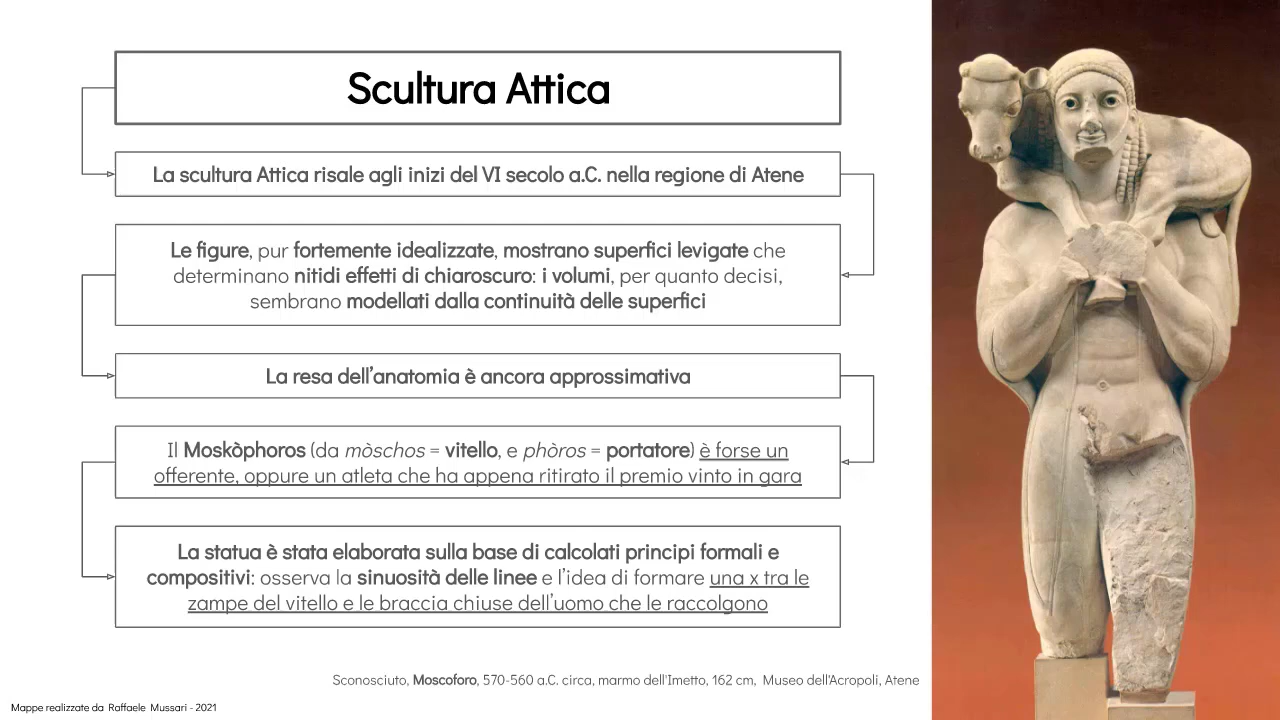 Scultura Attica
La scultura Attica risale agli inizi del VI secolo a.C. nella regione di Atene
Le figure, pur fortemente idealizzate, mostrano superfici levigate che
determinano nitidi effetti di chiaroscuro: i volumi, per quanto decisi,
sembrano modellati dalla continuità delle superfici
La resa dell'anatomia è ancora approssimativa
Il Moskòphoros (da mòschos = vitello, e phòros = portatore) è forse un
offerente, oppure un atleta che ha appena ritirato il premio vinto in gara
La statua è stata elaborata sulla base di calcolati principi formali e
compositivi: osserva la sinuosità delle linee e l'idea di formare una x tra le
zampe del vitello e le braccia chiuse dell'uomo che le raccolgono
Sconosciuto, Moscoforo, 570-560 a.C. circa, marmo dell'Imetto, 162 cm, Museo dell'Acropoli, Atene
Mappe realizzate da Raffaele Mussari - 2021